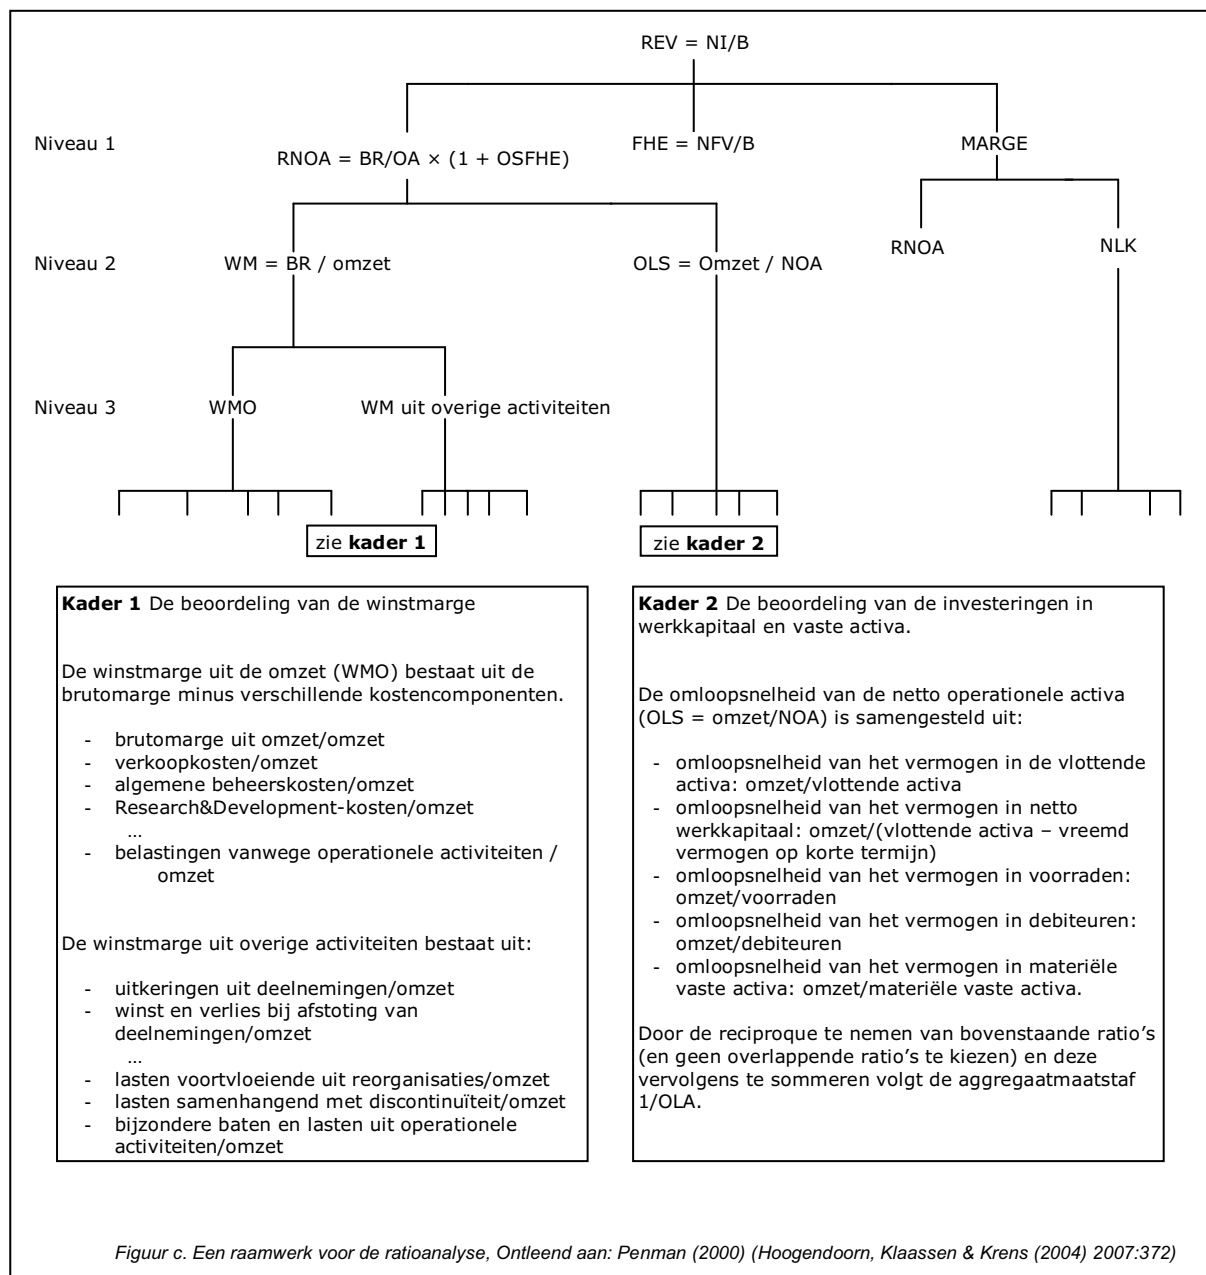 REV = NI/B
Niveau 1
RNOA = BR/OA × (1 + OSFHE)
FHE = NFV/B
MARGE
Niveau 2
WM = BR / omzet
OLS = Omzet / NOA
RNOA
NLK
Niveau 3
WMO
WM uit overige activiteiten
zie kader 1
zie kader 2
Kader 1 De beoordeling van de winstmarge
De winstmarge uit de omzet (WMO) bestaat uit de
brutomarge minus verschillende kostencomponenten.
- brutomarge uit omzet/omzet
- verkoopkosten/omzet
- algemene beheerskosten/omzet
- Research&Development-kosten/omzet
...
- belastingen vanwege operationele activiteiten /
omzet
De winstmarge uit overige activiteiten bestaat uit:
- uitkeringen uit deelnemingen/omzet
- winst en verlies bij afstoting van
deelnemingen/omzet
...
- lasten voortvloeiende uit reorganisaties/omzet
- lasten samenhangend met discontinuïteit/omzet
- bijzondere baten en lasten uit operationele
activiteiten/omzet
Kader 2 De beoordeling van de investeringen in
werkkapitaal en vaste activa.
De omloopsnelheid van de netto operationele activa
(OLS = omzet/NOA) is samengesteld uit:
- omloopsnelheid van het vermogen in de vlottende
activa: omzet/vlottende activa
- omloopsnelheid van het vermogen in netto
werkkapitaal: omzet/(vlottende activa – vreemd
vermogen op korte termijn)
- omloopsnelheid van het vermogen in voorraden:
omzet/voorraden
- omloopsnelheid van het vermogen in debiteuren:
omzet/debiteuren
- omloopsnelheid van het vermogen in materiële
vaste activa: omzet/materiële vaste activa.
Door de reciproque te nemen van bovenstaande ratio's
(en geen overlappende ratio's te kiezen) en deze
vervolgens te sommeren volgt de aggregaatmaatstaf
1/OLA.
Figuur c. Een raamwerk voor de ratioanalyse, Ontleend aan: Penman (2000) (Hoogendoorn, Klaassen & Krens (2004) 2007:372)